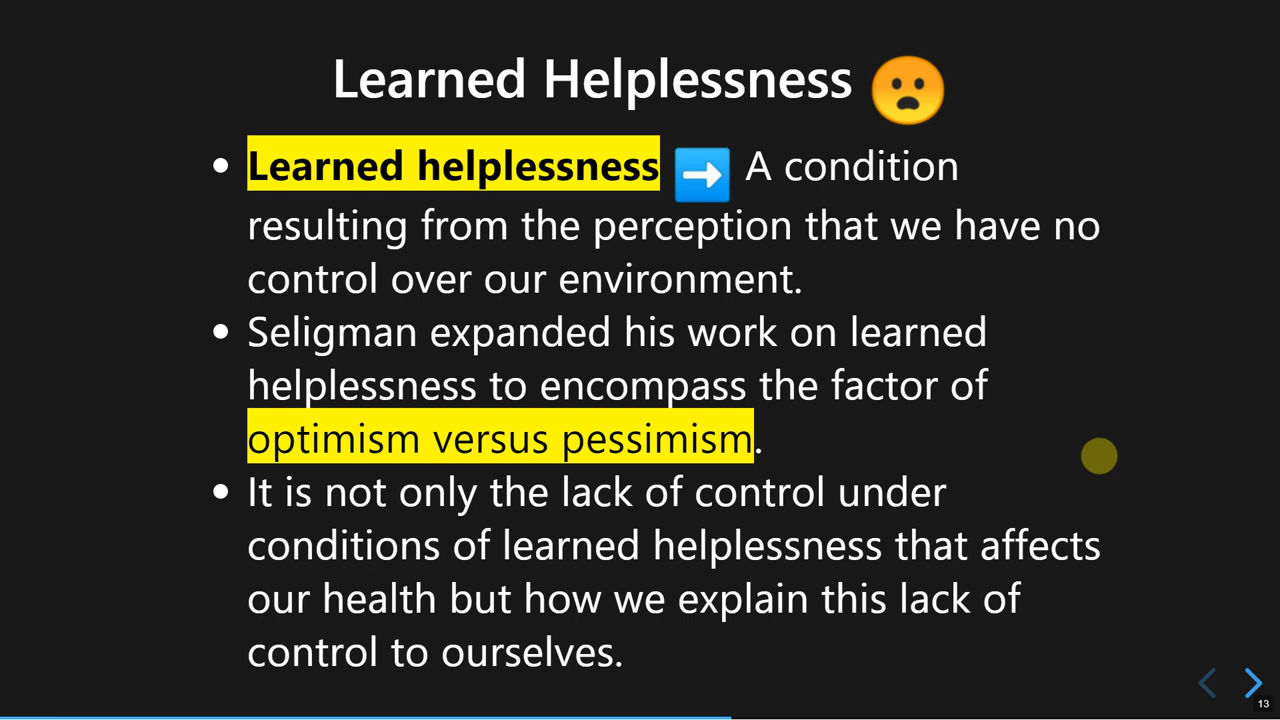 Learned Helplessness 😦
• Learned helplessness ➡️ A condition
resulting from the perception that we have no
control over our environment.
• Seligman expanded his work on learned
helplessness to encompass the factor of
optimism versus pessimism.
• It is not only the lack of control under
conditions of learned helplessness that affects
our health but how we explain this lack of
control to ourselves.
13